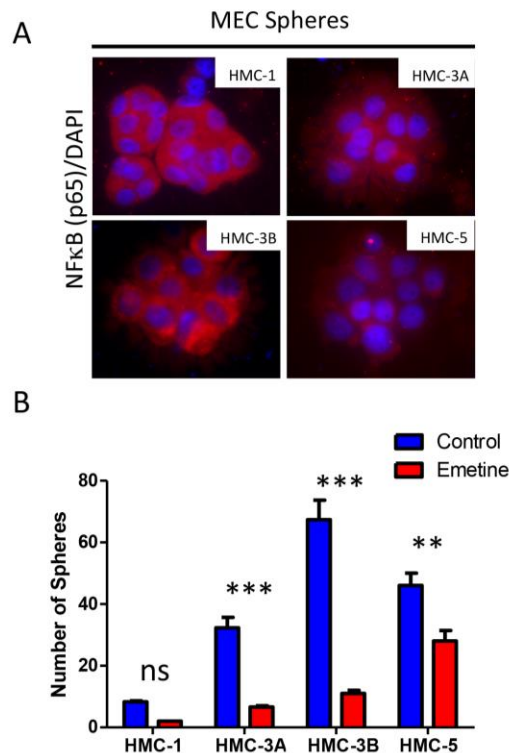 A
MEC Spheres
NFκB (p65)/DAPI
HMC-1
HMC-3A
HMC-3B
HMC-5
B
Control
Emetine
Number of Spheres
80
60
40
20
0
ns
***
***
**
HMC-1
HMC-3A
HMC-3B
HMC-5